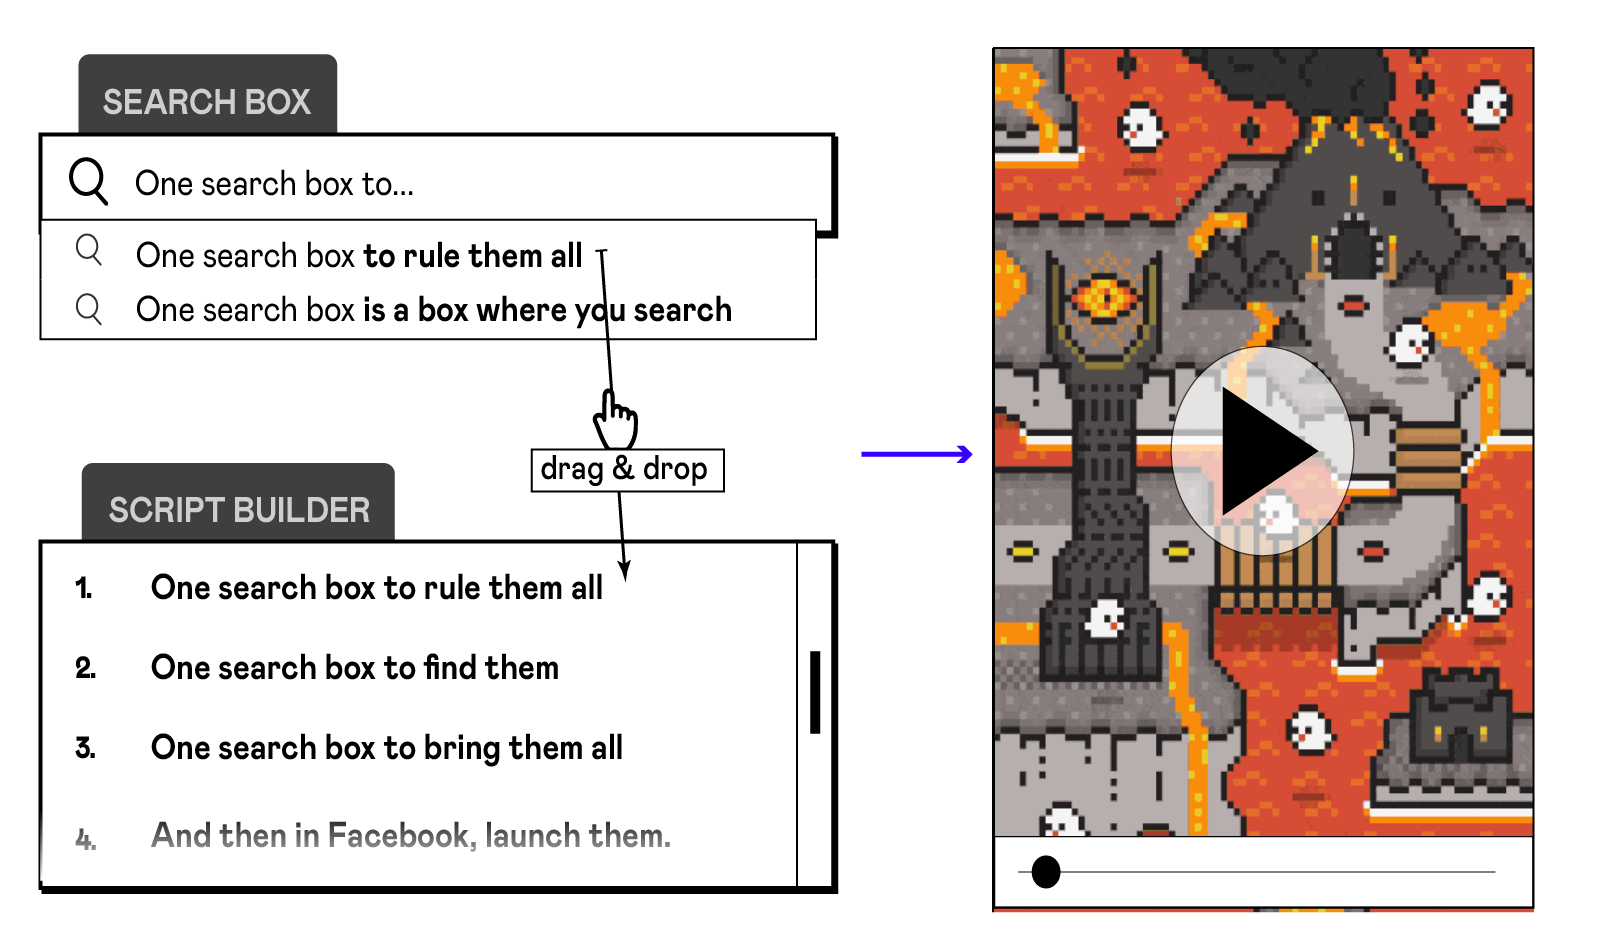 SEARCH BOX
One search box to...
One search box to rule them all
One search box is a box where you search
drag & drop
SCRIPT BUILDER
1. One search box to rule them all
2. One search box to find them
3. One search box to bring them all
4. And then in Facebook, launch them.